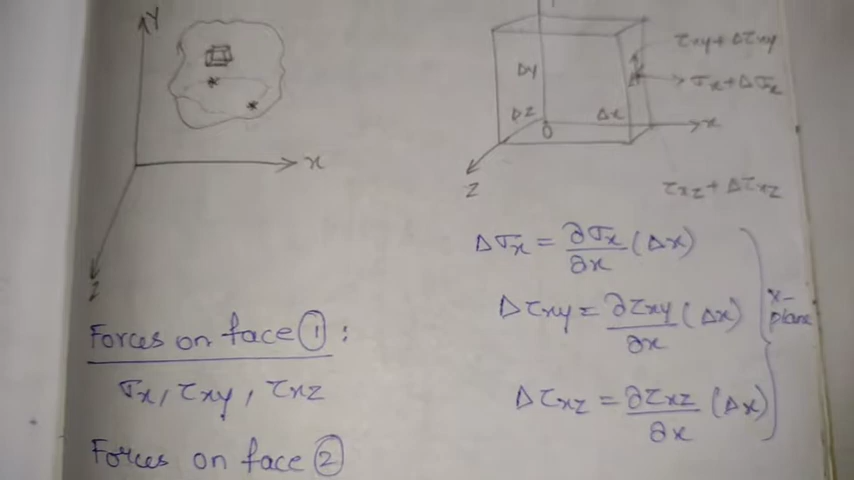 Y
x
Z
Δy
Δz
Δx
0
x
Z
τxy + Δτxy
σx + Δσx
τxz + Δτxz
Δσx = ∂σx/∂x (Δx)
Δτxy = ∂τxy/∂x (Δx)
Δτxz = ∂τxz/∂x (Δx)
x-
plane
Forces on face ① :
σx, τxy, τxz
Forces on face ②